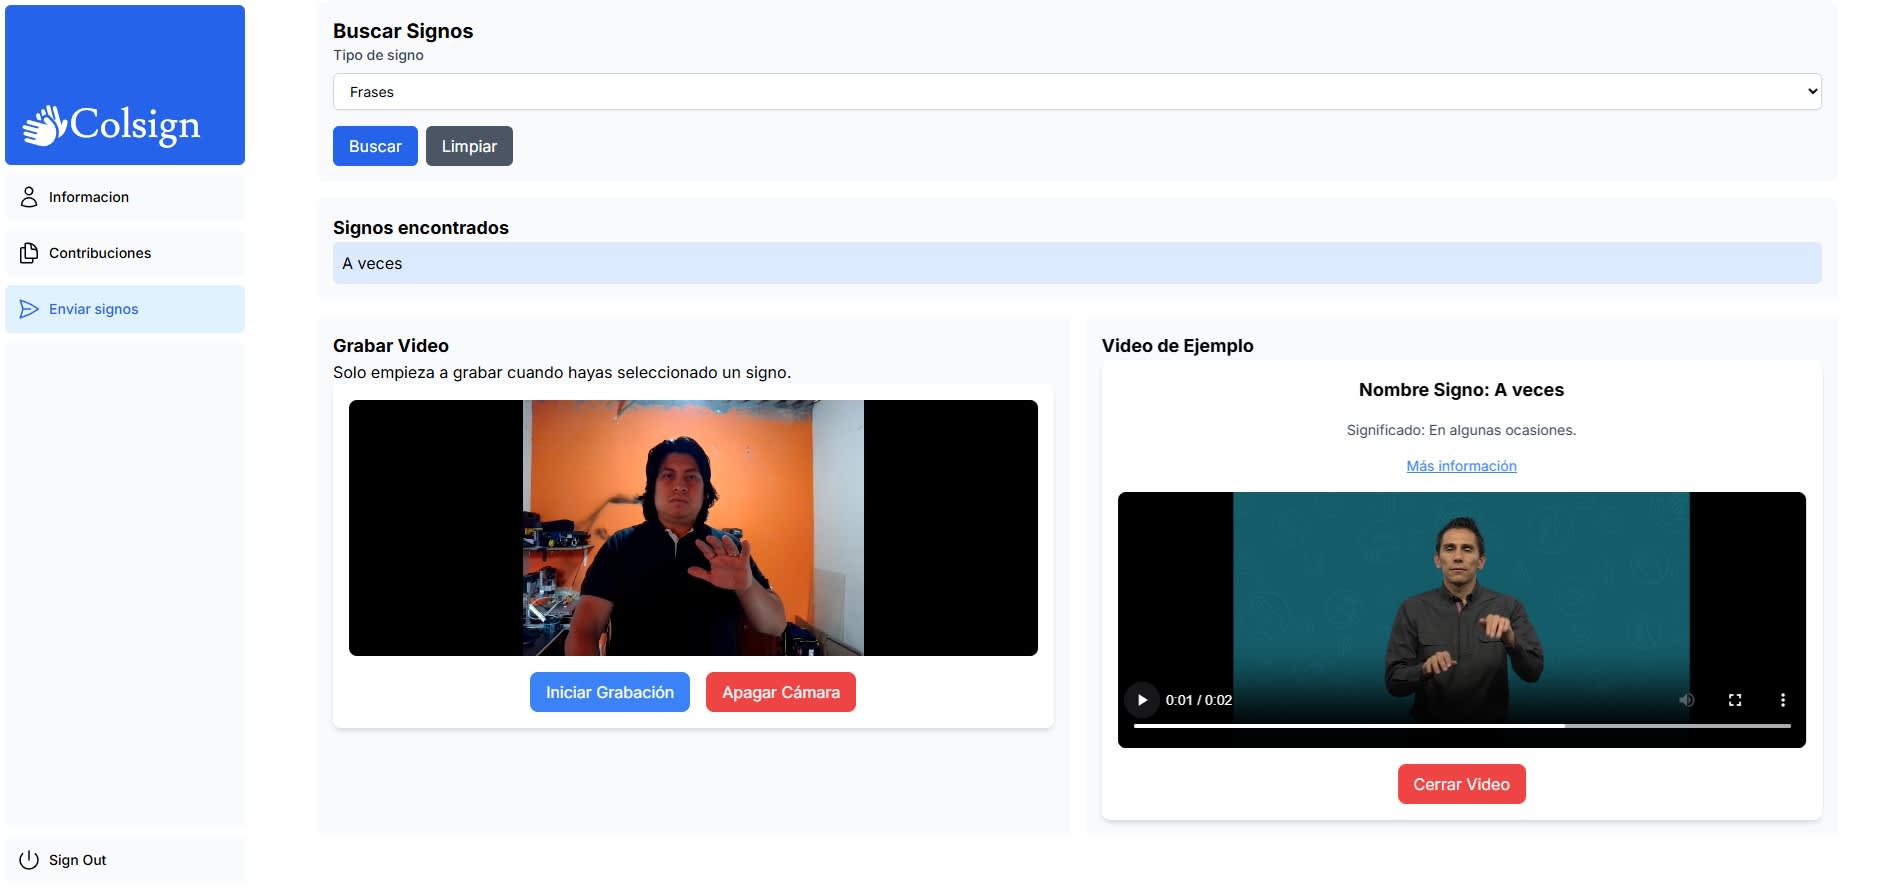 Colsign
Informacion
Contribuciones
Enviar signos
Sign Out
Buscar Signos
Tipo de signo
Frases
Buscar
Limpiar
Signos encontrados
A veces
Grabar Video
Solo empieza a grabar cuando hayas seleccionado un signo.
Iniciar Grabación
Apagar Cámara
Video de Ejemplo
Nombre Signo: A veces
Significado: En algunas ocasiones.
Más información
0:01 / 0:02
Cerrar Video